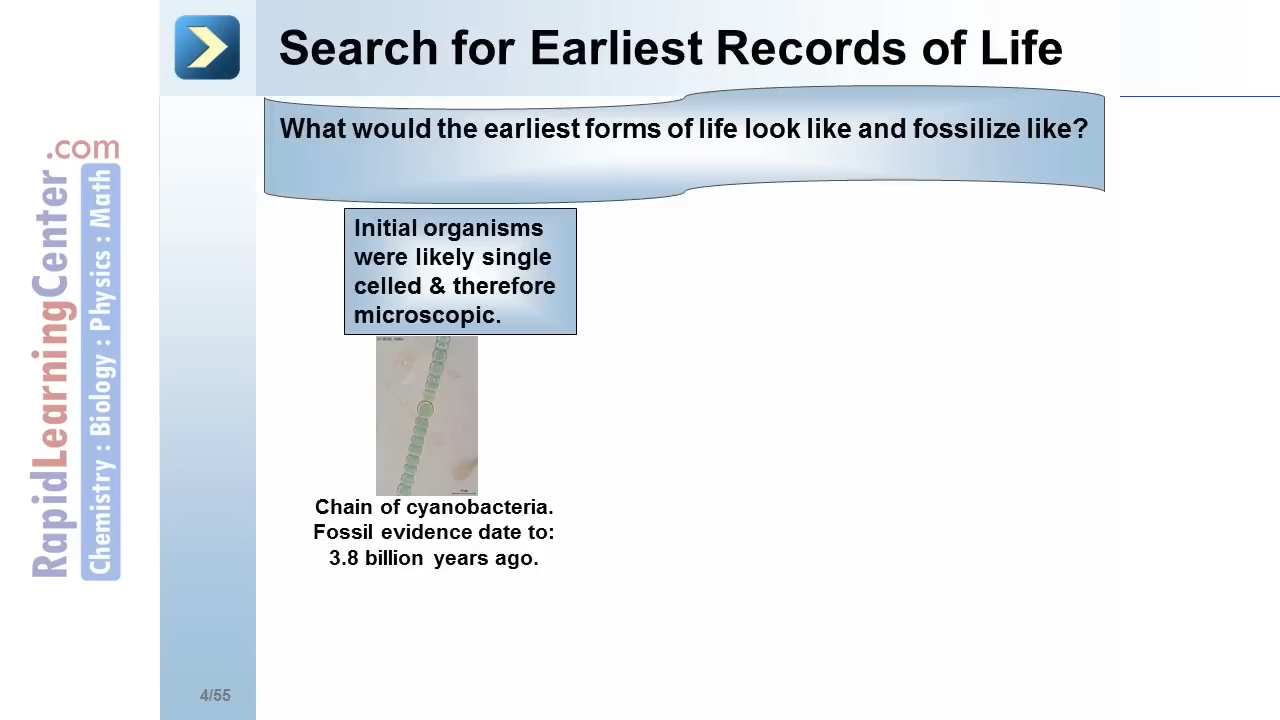 Search for Earliest Records of Life
What would the earliest forms of life look like and fossilize like?
Initial organisms
were likely single
celled & therefore
microscopic.
Chain of cyanobacteria.
Fossil evidence date to:
3.8 billion years ago.
RapidLearningCenter.com
Chemistry : Biology : Physics : Math
4/55